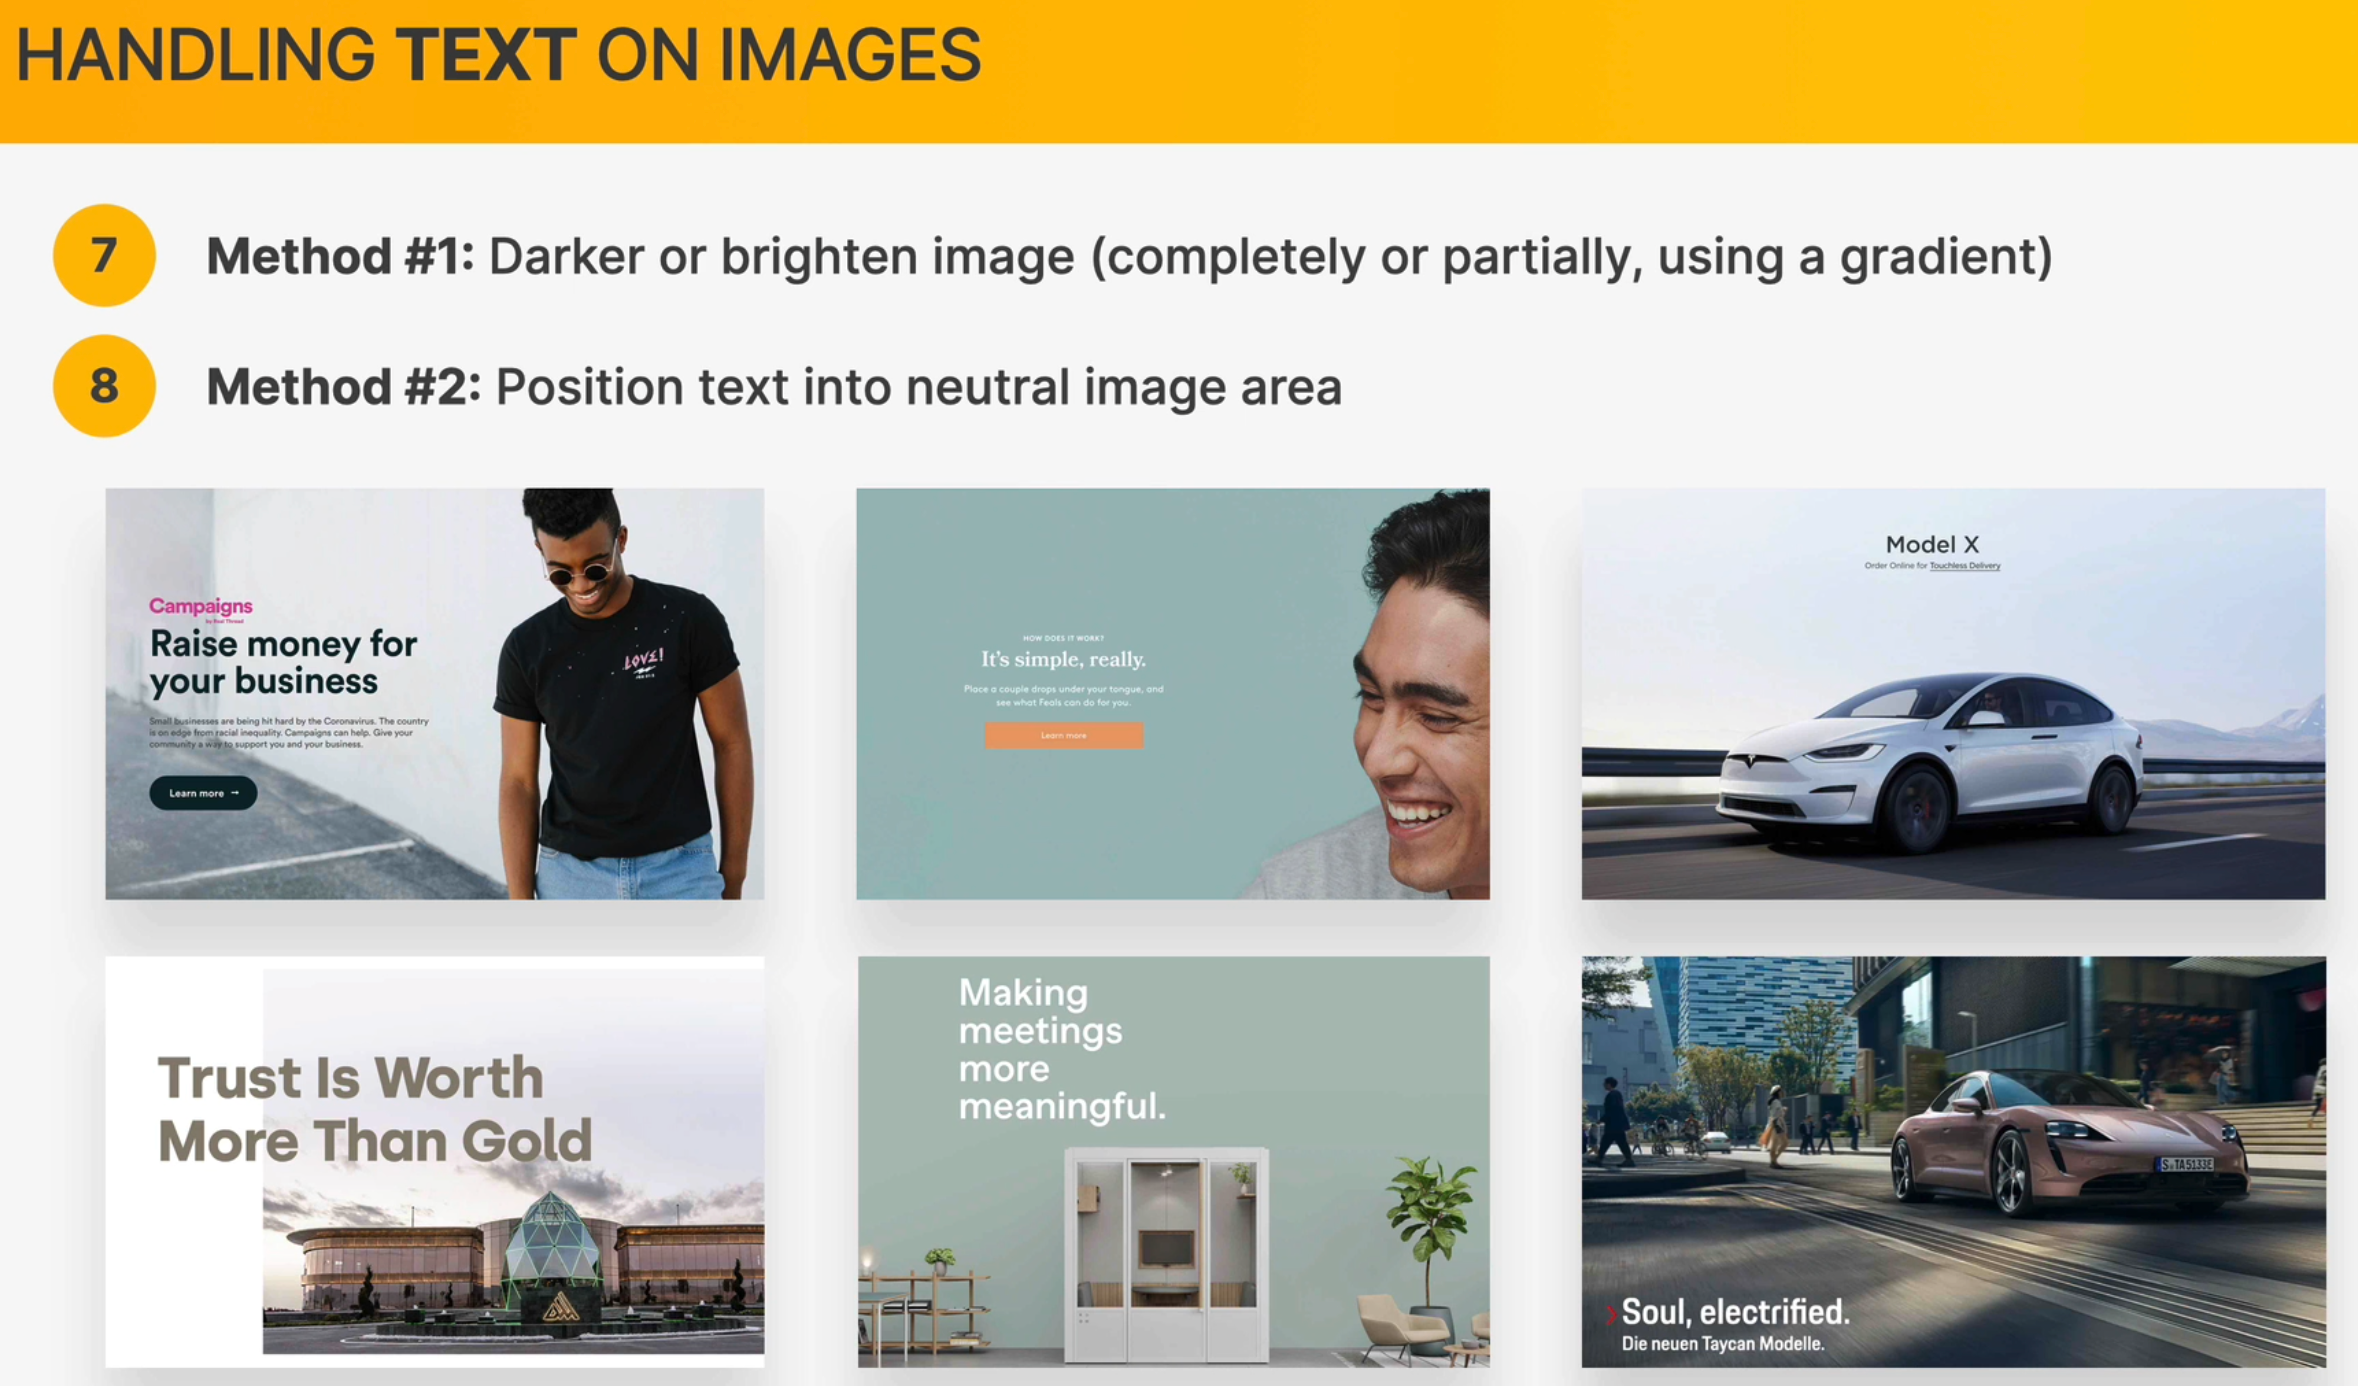 HANDLING TEXT ON IMAGES
7
Method #1: Darker or brighten image (completely or partially, using a gradient)
8
Method #2: Position text into neutral image area
Campaigns
by Real Thread
Raise money for
your business
Small businesses are being hit hard by the Coronavirus. The country
is on edge from racial inequality. Campaigns can help. Give your
community a way to support you and your business.
Learn more →
LOVE!
HOW DOES IT WORK?
It's simple, really.
Place a couple drops under your tongue, and
see what Feals can do for you.
Learn more
Model X
Order Online for Touchless Delivery
Trust Is Worth
More Than Gold
Making
meetings
more
meaningful.
S TA 5133E
Soul, electrified.
Die neuen Taycan Modelle.